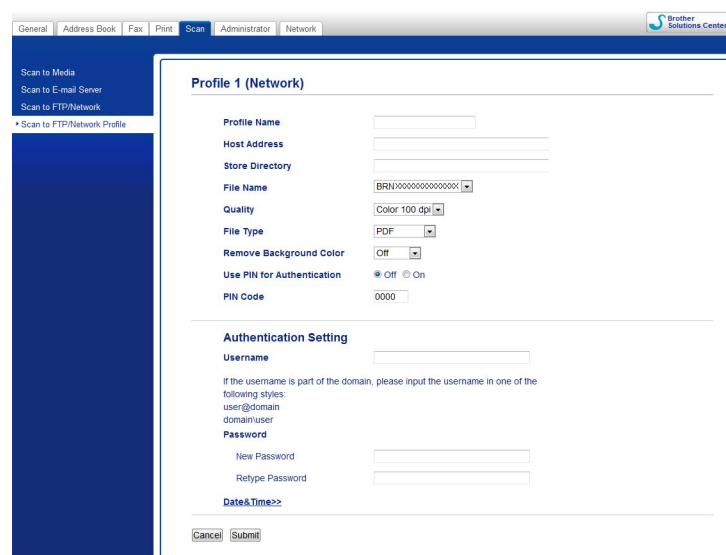 General Address Book Fax Print Scan Administrator Network
Brother
Solutions Center
Scan to Media
Scan to E-mail Server
Scan to FTP/Network
Scan to FTP/Network Profile
Profile 1 (Network)
Profile Name
Host Address
Store Directory
File Name BRNXXXXXXXXXXXX
Quality Color 100 dpi
File Type PDF
Remove Background Color Off
Use PIN for Authentication Off On
PIN Code 0000
Authentication Setting
Username
If the username is part of the domain, please input the username in one of the
following styles:
user@domain
domain\user
Password
New Password
Retype Password
Date&Time>>
Cancel Submit